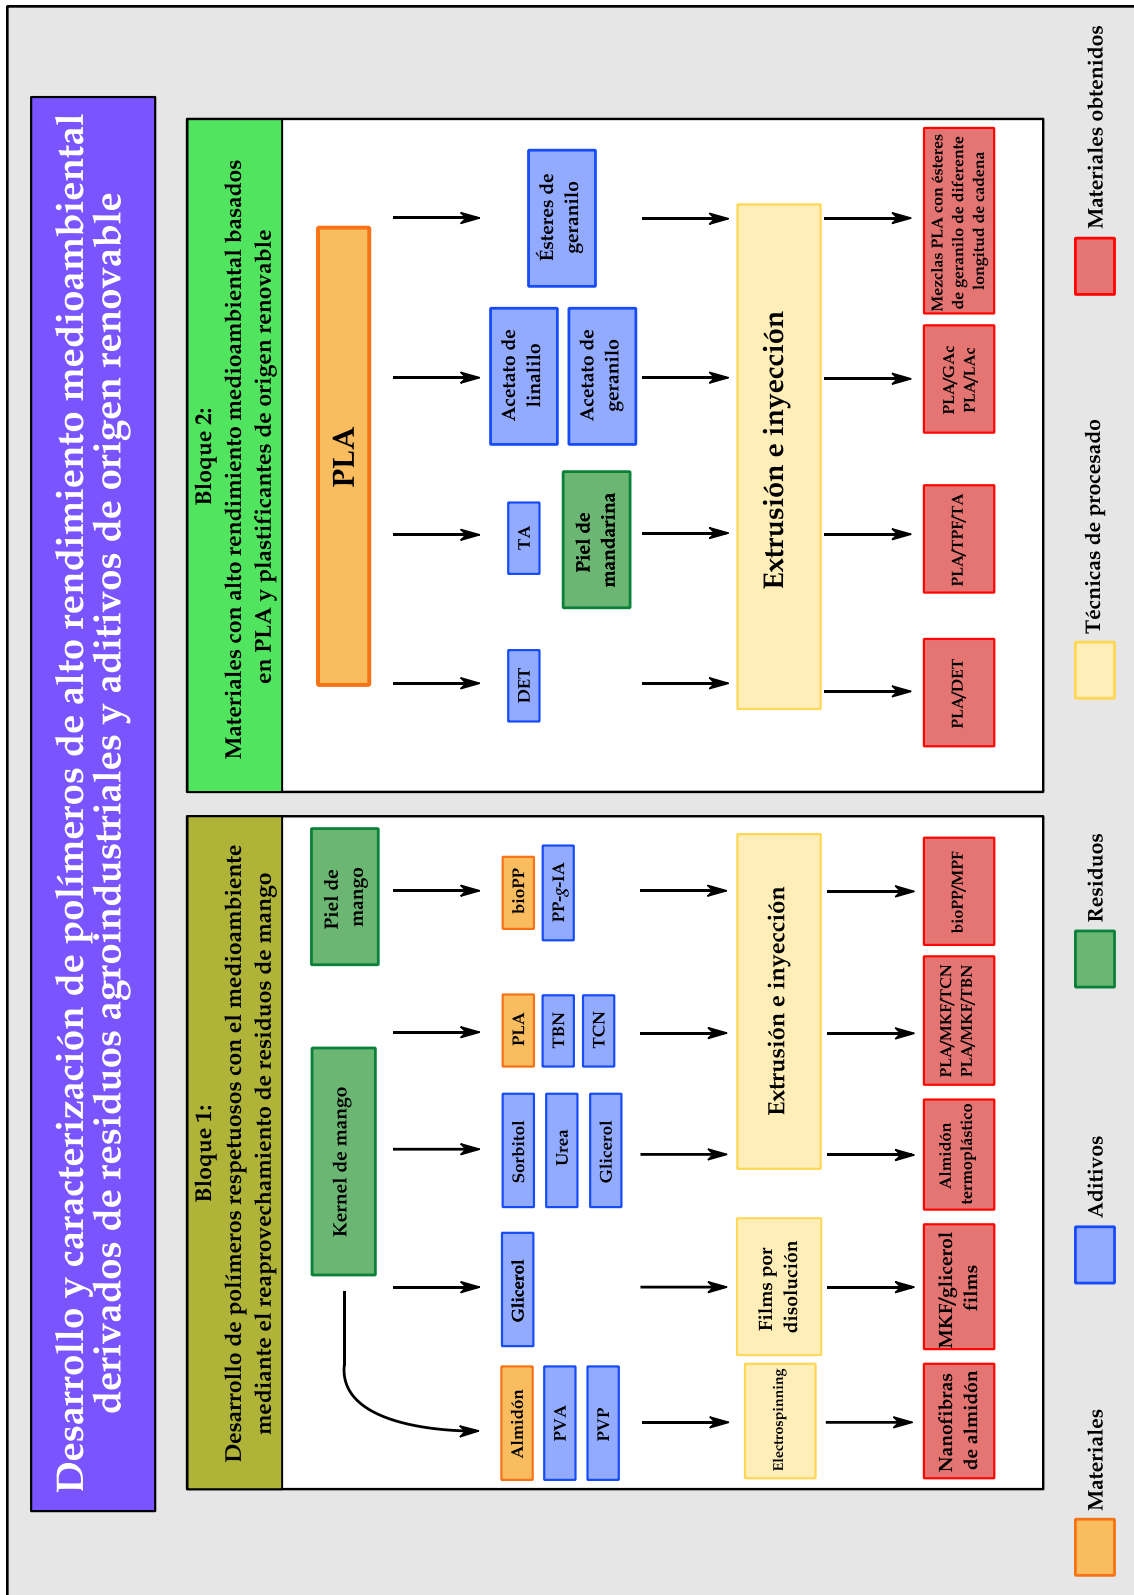 Desarrollo y caracterización de polímeros de alto rendimiento medioambiental
derivados de residuos agroindustriales y aditivos de origen renovable
Bloque 1:
Desarrollo de polímeros respetuosos con el medioambiente
mediante el reaprovechamiento de residuos de mango
Kernel de mango
Piel de
mango
Almidón
PVA
PVP
Glicerol
Sorbitol
Urea
Glicerol
PLA
TBN
TCN
bioPP
PP-g-IA
Electrospinning
Films por
disolución
Extrusión e inyección
Nanofibras
de almidón
MKF/glicerol
films
Almidón
termoplástico
PLA/MKF/TCN
PLA/MKF/TBN
bioPP/MPF
Bloque 2:
Materiales con alto rendimiento medioambiental basados
en PLA y plastificantes de origen renovable
PLA
DET
TA
Piel de
mandarina
Acetato de
linalilo
Acetato de
geranilo
Ésteres de
geranilo
Extrusión e inyección
PLA/DET
PLA/TPF/TA
PLA/GAc
PLA/LAc
Mezclas PLA con ésteres
de geranilo de diferente
longitud de cadena
Materiales
Aditivos
Residuos
Técnicas de procesado
Materiales obtenidos